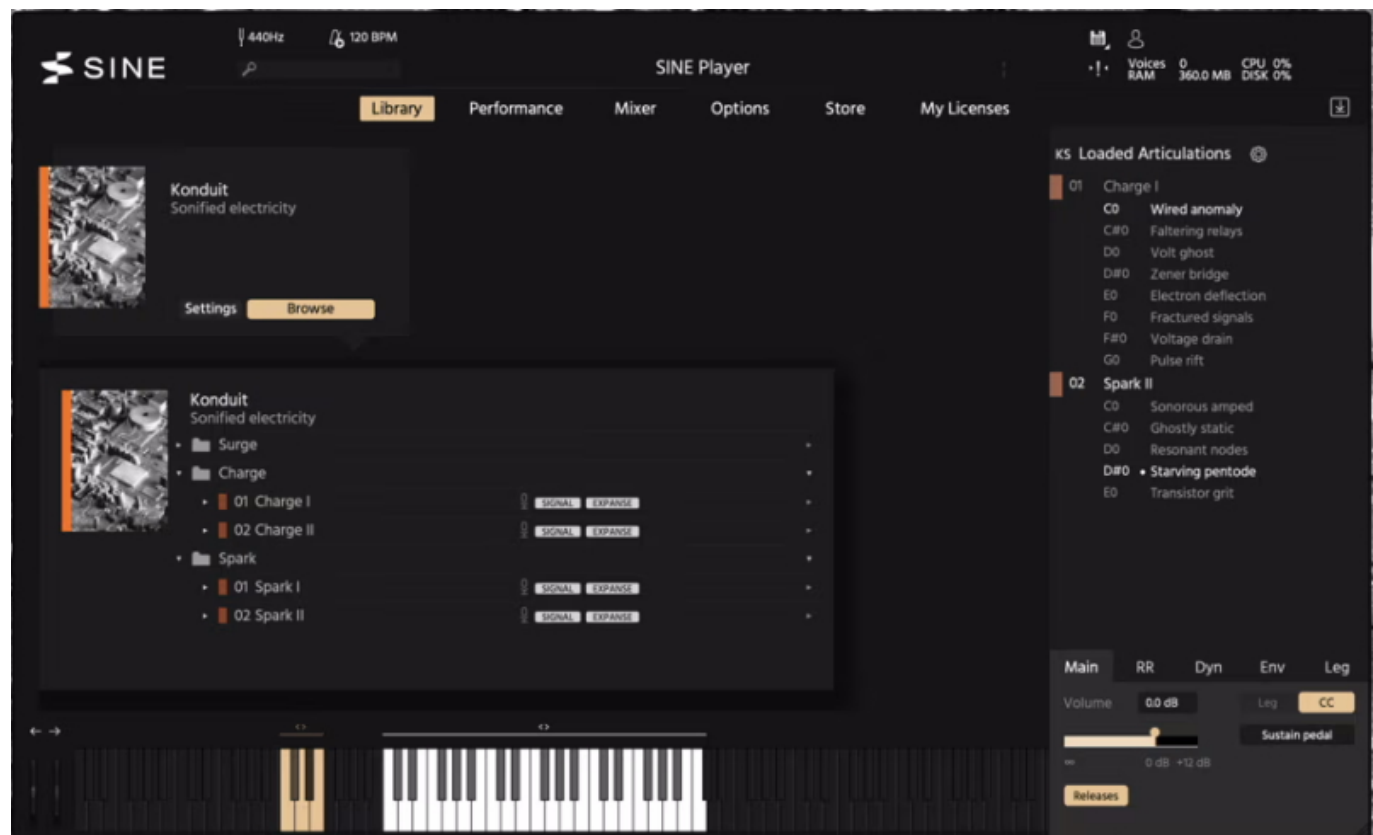 440Hz 120 BPM
SINE
SINE Player
Voices 0 CPU 0%
RAM 360.0 MB DISK 0%
Library Performance Mixer Options Store My Licenses
Konduit
Sonified electricity
Settings Browse
Konduit
Sonified electricity
Surge
Charge
01 Charge I SIGNAL EXPANSE
02 Charge II SIGNAL EXPANSE
Spark
01 Spark I SIGNAL EXPANSE
02 Spark II SIGNAL EXPANSE
KS Loaded Articulations
01 Charge I
C0 Wired anomaly
C#0 Faltering relays
D0 Volt ghost
D#0 Zener bridge
E0 Electron deflection
F0 Fractured signals
F#0 Voltage drain
G0 Pulse rift
02 Spark II
C0 Sonorous amped
C#0 Ghostly static
D0 Resonant nodes
D#0 • Starving pentode
E0 Transistor grit
Main RR Dyn Env Leg
Volume 0.0 dB Leg CC
Sustain pedal
∞ 0 dB +12 dB
Releases